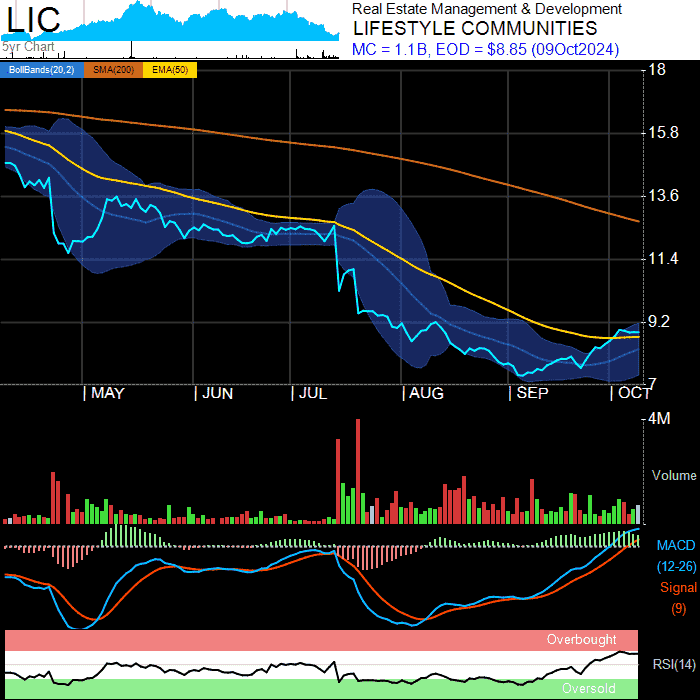 LIC
5yr Chart
Real Estate Management & Development
LIFESTYLE COMMUNITIES
MC = 1.1B, EOD = $8.85 (09Oct2024)
BollBands(20,2) SMA(200) EMA(50)
18
15.8
13.6
11.4
9.2
7
MAY JUN JUL AUG SEP OCT
4M
Volume
MACD
(12-26)
Signal
(9)
Overbought
RSI(14)
Oversold